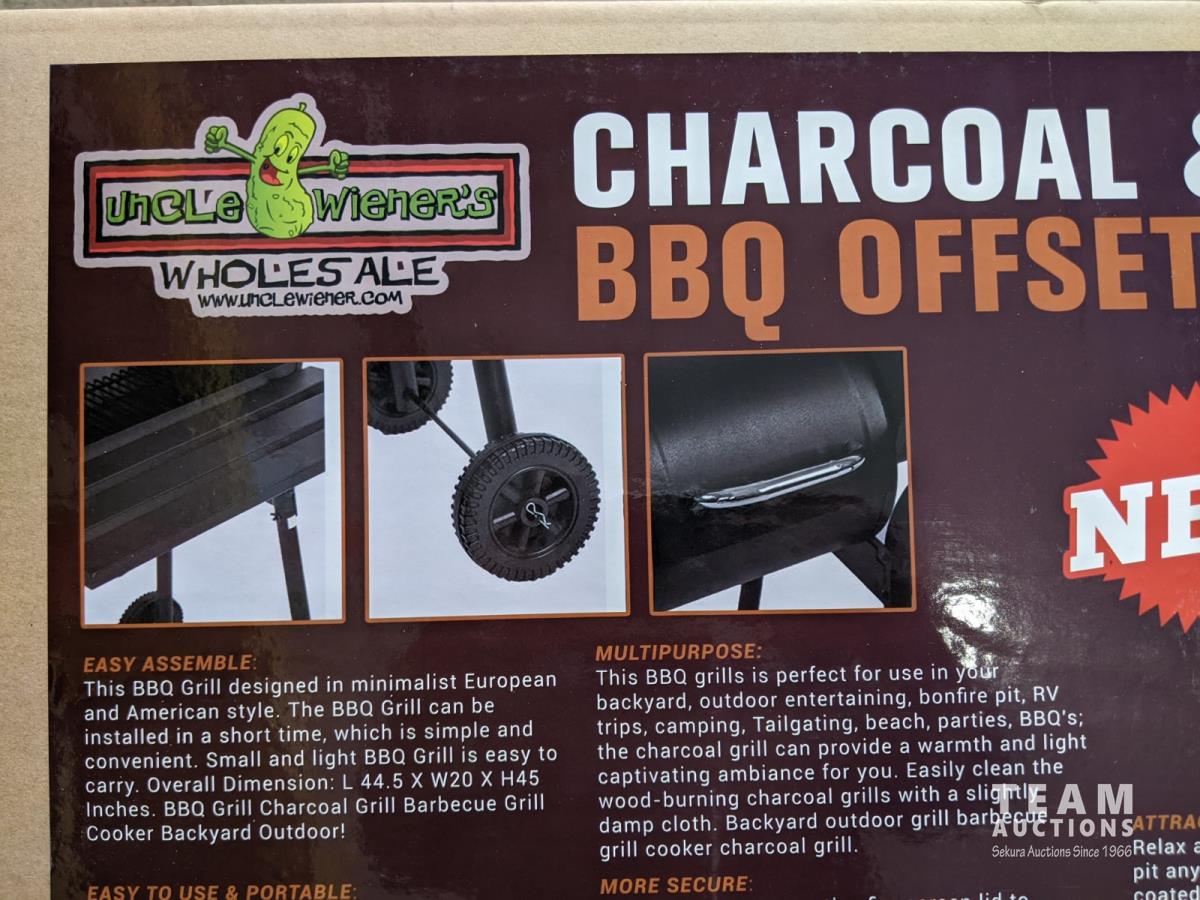 UNCLE WIENER'S
WHOLESALE
WWW.UNCLEWIENER.COM
CHARCOAL &
BBQ OFFSET
NE
EASY ASSEMBLE:
This BBQ Grill designed in minimalist European
and American style. The BBQ Grill can be
installed in a short time, which is simple and
convenient. Small and light BBQ Grill is easy to
carry. Overall Dimension: L 44.5 X W20 X H45
Inches. BBQ Grill Charcoal Grill Barbecue Grill
Cooker Backyard Outdoor!
EASY TO USE & PORTABLE:
MULTIPURPOSE:
This BBQ grills is perfect for use in your
backyard, outdoor entertaining, bonfire pit, RV
trips, camping, Tailgating, beach, parties, BBQ's;
the charcoal grill can provide a warmth and light
captivating ambiance for you. Easily clean the
wood-burning charcoal grills with a slightly
damp cloth. Backyard outdoor grill barbecue
grill cooker charcoal grill.
MORE SECURE:
ATTRAC
Relax a
pit any
coated
TEAM
AUCTIONS
Sekura Auctions Since 1966